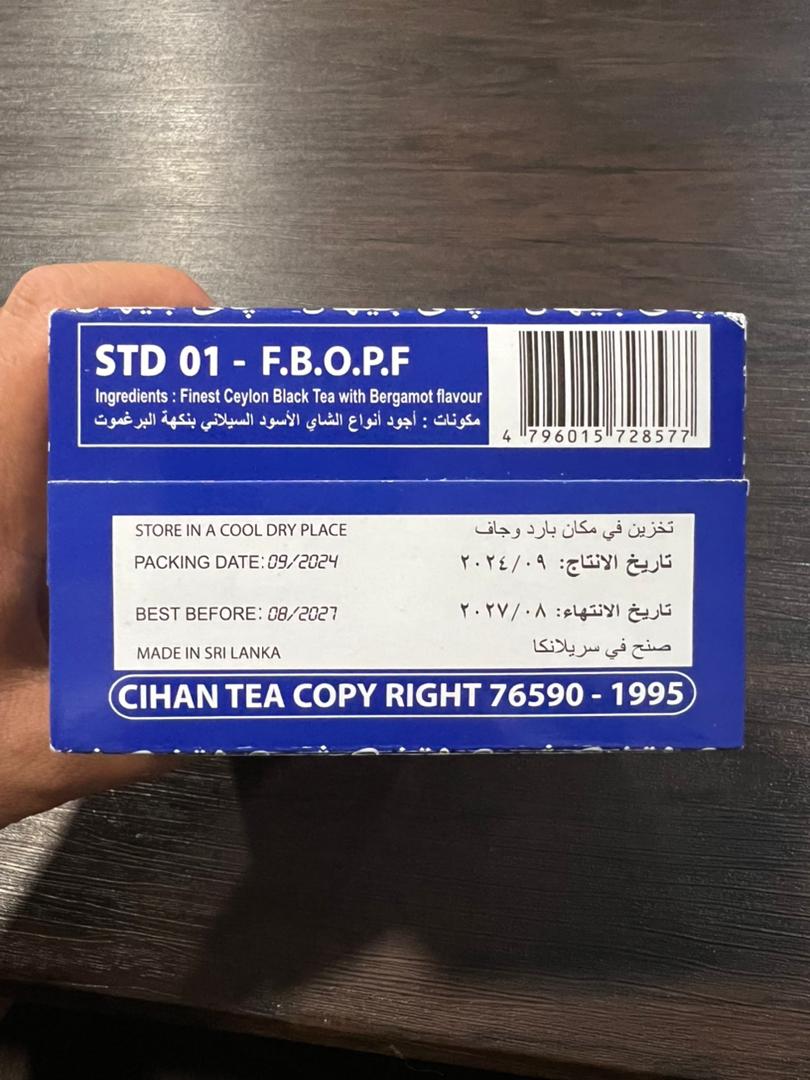 STD 01 - F.B.O.P.F
Ingredients : Finest Ceylon Black Tea with Bergamot flavour
مكونات : أجود أنواع الشاي الأسود السيلاني بنكهة البرغموت
4 796015 728577
STORE IN A COOL DRY PLACE
تخزين في مكان بارد وجاف
PACKING DATE: 09/2024
تاريخ الانتاج: ٢٠٢٤/٠٩
BEST BEFORE: 08/2027
تاريخ الانتهاء: ٢٠٢٧/٠٨
MADE IN SRI LANKA
صنح في سريلانكا
CIHAN TEA COPY RIGHT 76590 - 1995